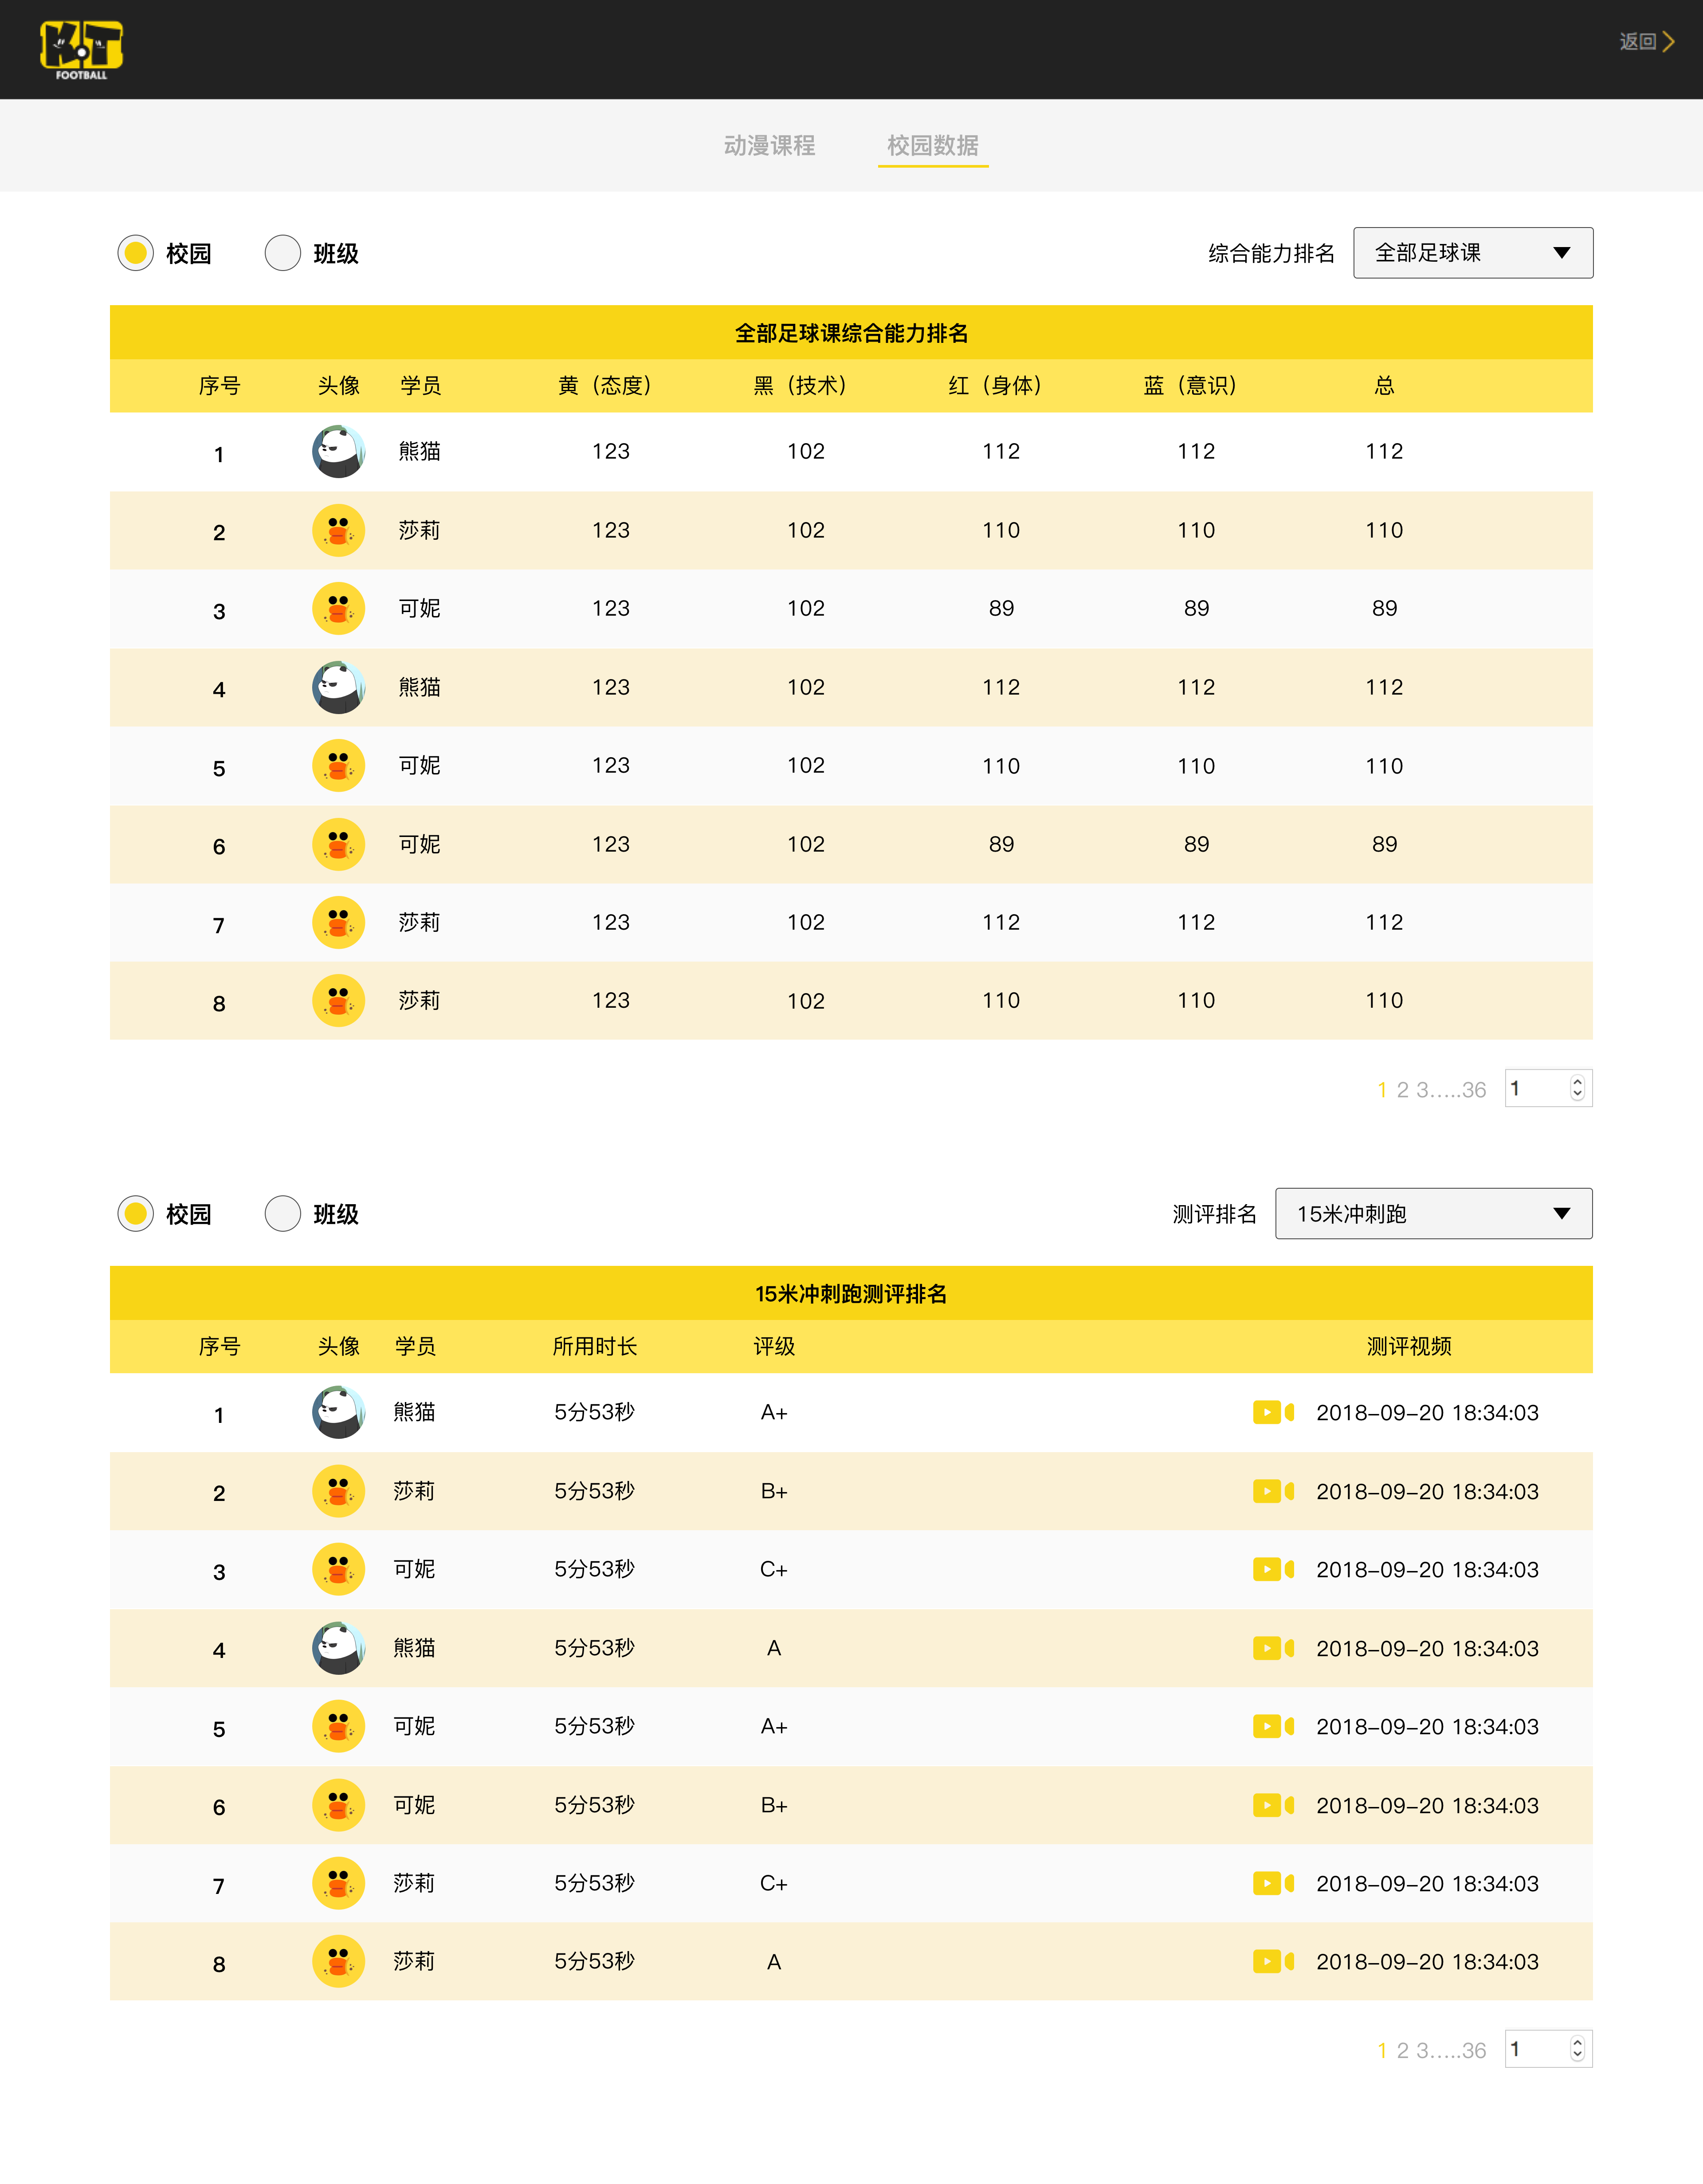 K.T
FOOTBALL
返回
动漫课程 校园数据
校园 班级 综合能力排名 全部足球课
全部足球课综合能力排名
序号 头像 学员 黄（态度） 黑（技术） 红（身体） 蓝（意识） 总
1 熊猫 123 102 112 112 112
2 莎莉 123 102 110 110 110
3 可妮 123 102 89 89 89
4 熊猫 123 102 112 112 112
5 可妮 123 102 110 110 110
6 可妮 123 102 89 89 89
7 莎莉 123 102 112 112 112
8 莎莉 123 102 110 110 110
1 2 3.....36 1
校园 班级 测评排名 15米冲刺跑
15米冲刺跑测评排名
序号 头像 学员 所用时长 评级 测评视频
1 熊猫 5分53秒 A+ 2018-09-20 18:34:03
2 莎莉 5分53秒 B+ 2018-09-20 18:34:03
3 可妮 5分53秒 C+ 2018-09-20 18:34:03
4 熊猫 5分53秒 A 2018-09-20 18:34:03
5 可妮 5分53秒 A+ 2018-09-20 18:34:03
6 可妮 5分53秒 B+ 2018-09-20 18:34:03
7 莎莉 5分53秒 C+ 2018-09-20 18:34:03
8 莎莉 5分53秒 A 2018-09-20 18:34:03
1 2 3.....36 1